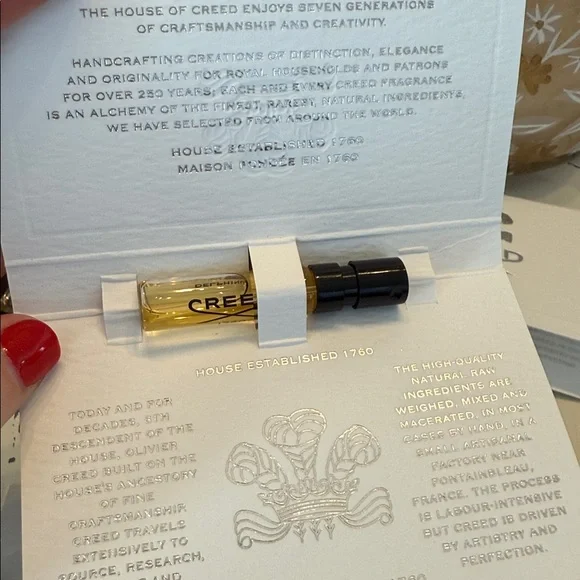 THE HOUSE OF CREED ENJOYS SEVEN GENERATIONS
OF CRAFTSMANSHIP AND CREATIVITY.
HANDCRAFTING CREATIONS OF DISTINCTION, ELEGANCE
AND ORIGINALITY FOR ROYAL HOUSEHOLDS AND PATRONS
FOR OVER 250 YEARS; EACH AND EVERY CREED FRAGRANCE
IS AN ALCHEMY OF THE FINEST, RAREST, NATURAL INGREDIENTS,
WE HAVE SELECTED FROM AROUND THE WORLD.
HOUSE ESTABLISHED 1760
MAISON FONDÉE EN 1760
CREE
HOUSE ESTABLISHED 1760
TODAY AND FOR
DECADES, 6TH
DESCENDENT OF THE
HOUSE, OLIVIER
CREED BUILT ON THE
HOUSE'S ANCESTORY
OF FINE
CRAFTSMANSHIP
CREED TRAVELS
EXTENSIVELY TO
SOURCE, RESEARCH,
AND
THE HIGH-QUALITY
NATURAL RAW
INGREDIENTS ARE
WEIGHED, MIXED AND
MACERATED, IN MOST
CASES BY HAND, IN A
SMALL ARTISANAL
FACTORY NEAR
FONTAINBLEAU,
FRANCE. THE PROCESS
IS LABOUR-INTENSIVE
BUT CREED IS DRIVEN
BY ARTISTRY AND
PERFECTION.